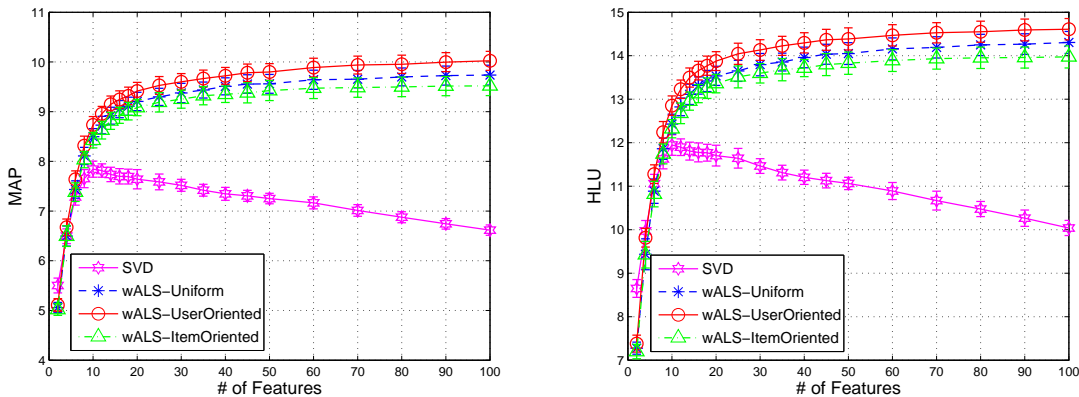 11
10
9
8
7
6
5
4
0 10 20 30 40 50 60 70 80 90 100
MAP
# of Features
SVD
wALS−Uniform
wALS−UserOriented
wALS−ItemOriented
15
14
13
12
11
10
9
8
7
0 10 20 30 40 50 60 70 80 90 100
HLU
# of Features
SVD
wALS−Uniform
wALS−UserOriented
wALS−ItemOriented